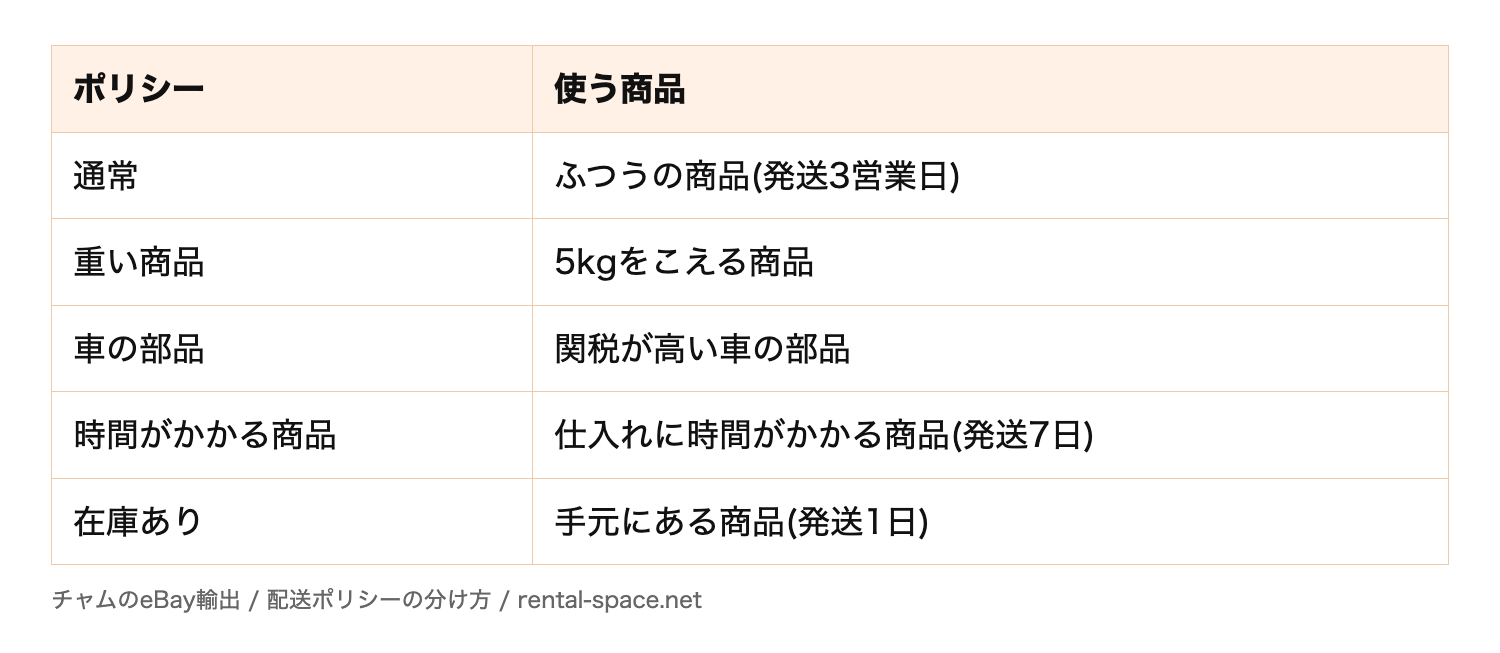 ポリシー 使う商品
通常 ふつうの商品(発送3営業日)
重い商品 5kgをこえる商品
車の部品 関税が高い車の部品
時間がかかる商品 仕入れに時間がかかる商品(発送7日)
在庫あり 手元にある商品(発送1日)
チャムのeBay輸出 / 配送ポリシーの分け方 / rental-space.net